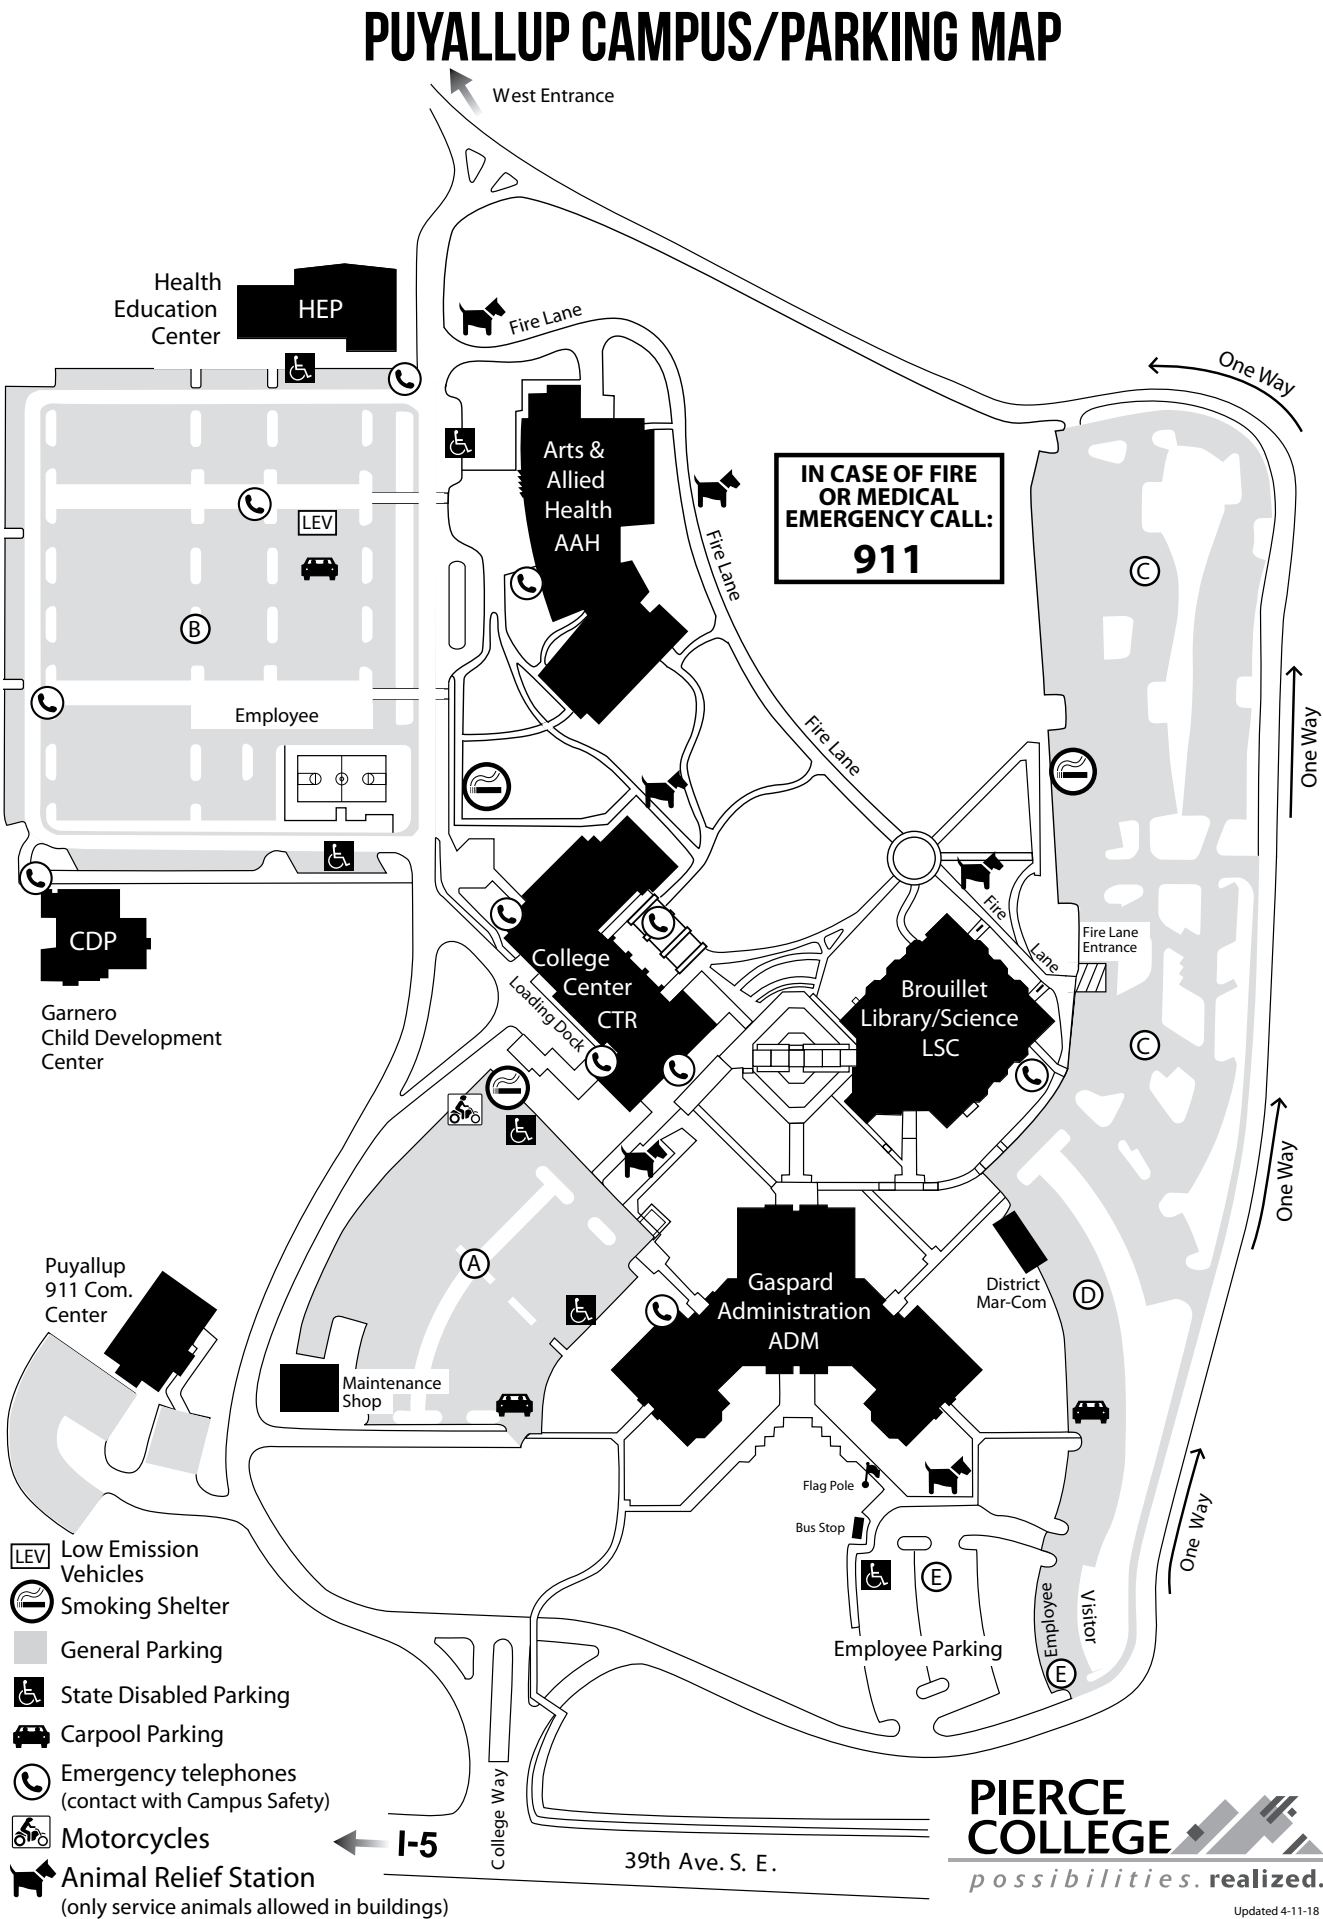 PUYALLUP CAMPUS/PARKING MAP
West Entrance
Health
Education
Center
HEP
Fire Lane
One Way
Arts &
Allied
Health
AAH
IN CASE OF FIRE
OR MEDICAL
EMERGENCY CALL:
911
LEV
Fire Lane
C
B
Employee
Fire Lane
One Way
CDP
Garnero
Child Development
Center
College
Center
CTR
Loading Dock
Fire
Lane
Fire Lane
Entrance
Brouillet
Library/Science
LSC
C
One Way
A
Puyallup
911 Com.
Center
Maintenance
Shop
Gaspard
Administration
ADM
District
Mar-Com
D
Flag Pole
Bus Stop
E
Employee Parking
Employee
Visitor
E
One Way
LEV
Low Emission
Vehicles
Smoking Shelter
General Parking
State Disabled Parking
Carpool Parking
Emergency telephones
(contact with Campus Safety)
Motorcycles
Animal Relief Station
(only service animals allowed in buildings)
I-5
College Way
39th Ave. S. E.
PIERCE
COLLEGE
possibilities. realized.
Updated 4-11-18